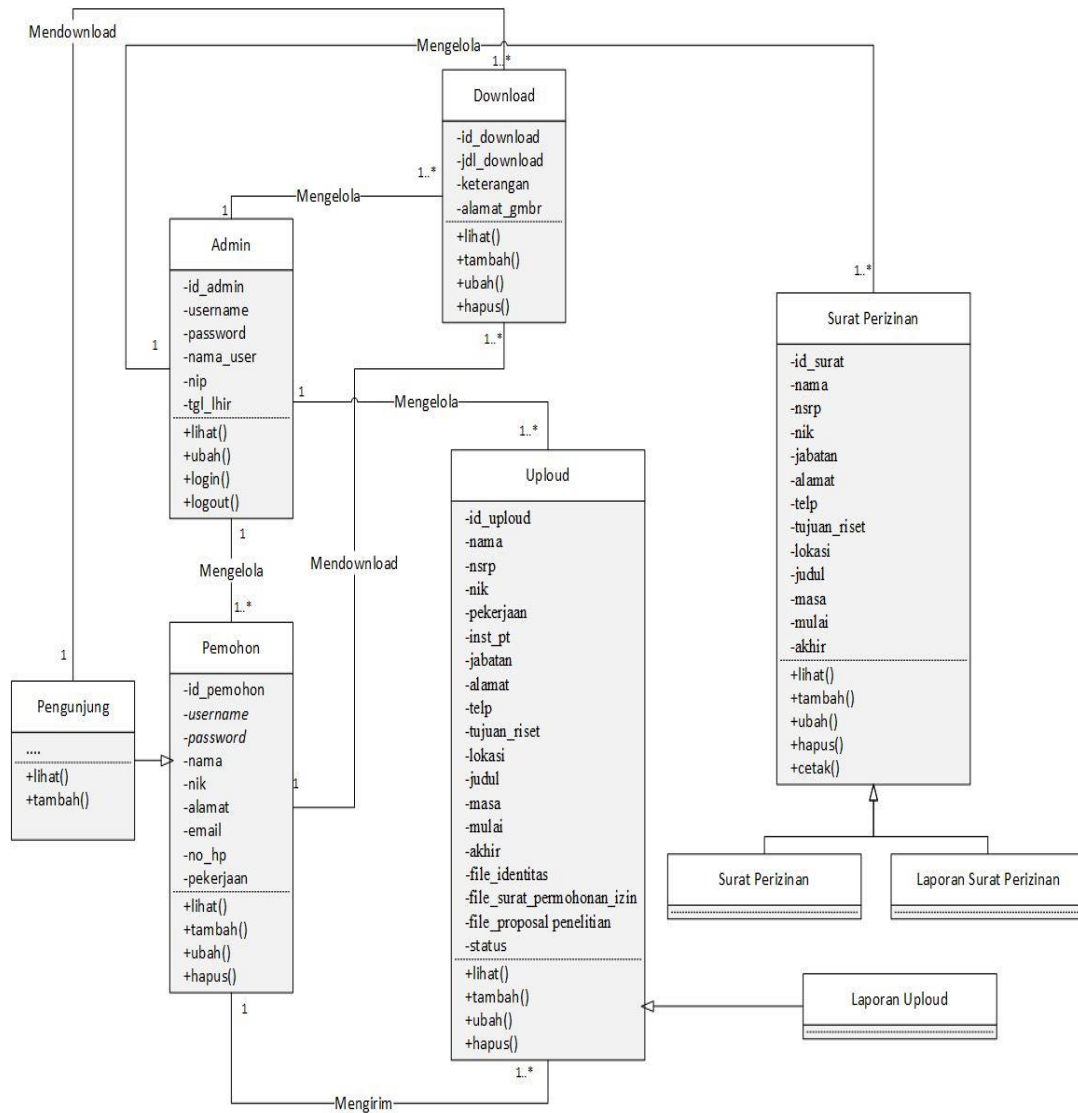 Mendownload
Mengelola
1..*
Download
-id_download
-jdl_download
-keterangan
-alamat_gmbr
+lihat()
+tambah()
+ubah()
+hapus()
1..*
Mengelola
1
1..*
Admin
-id_admin
-username
-password
-nama_user
-nip
-tgl_lhir
+lihat()
+ubah()
+login()
+logout()
1
1
Mengelola
1..*
1
Mengelola
1..*
Mendownload
1..*
Surat Perizinan
-id_surat
-nama
-nsrp
-nik
-jabatan
-alamat
-telp
-tujuan_riset
-lokasi
-judul
-masa
-mulai
-akhir
+lihat()
+tambah()
+ubah()
+hapus()
+cetak()
Uploud
-id_uploud
-nama
-nsrp
-nik
-pekerjaan
-inst_pt
-jabatan
-alamat
-telp
-tujuan_riset
-lokasi
-judul
-masa
-mulai
-akhir
-file_identitas
-file_surat_permohonan_izin
-file_proposal penelitian
-status
+lihat()
+tambah()
+ubah()
+hapus()
1..*
1
Pengunjung
....
+lihat()
+tambah()
Pemohon
-id_pemohon
-username
-password
-nama
-nik
-alamat
-email
-no_hp
-pekerjaan
+lihat()
+tambah()
+ubah()
+hapus()
1
1
Mengirim
Surat Perizinan
Laporan Surat Perizinan
Laporan Uploud